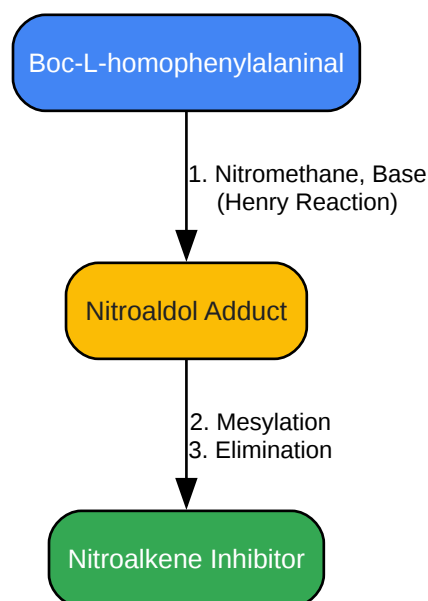 Boc-L-homophenylalaninal
1. Nitromethane, Base
(Henry Reaction)
Nitroaldol Adduct
2. Mesylation
3. Elimination
Nitroalkene Inhibitor